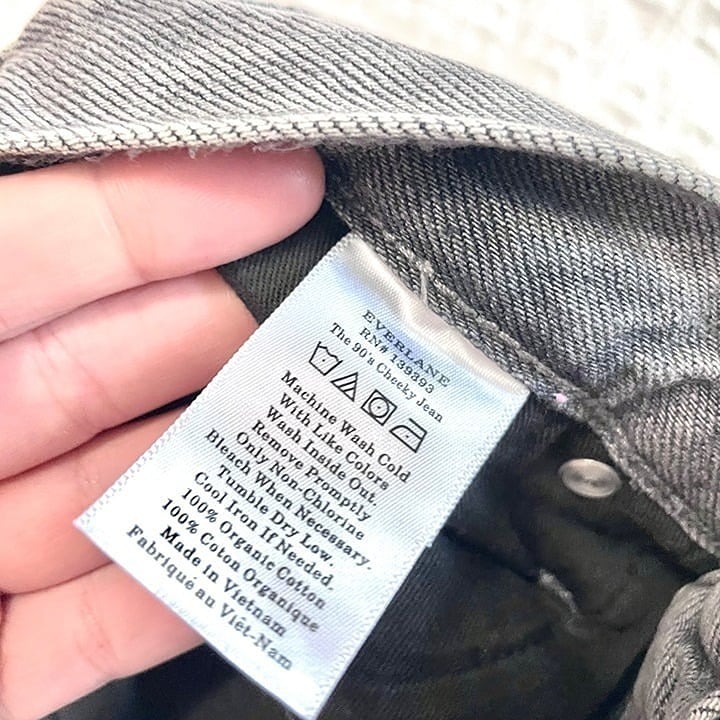 EVERLANE
RN# 139393
The 90's Cheeky Jean
Machine Wash Cold
With Like Colors
Wash Inside Out.
Remove Promptly
Only Non-Chlorine
Bleach When Necessary.
Tumble Dry Low.
Cool Iron If Needed.
100% Organic Cotton
100% Coton Organique
Made in Vietnam
Fabriqué au Viêt-Nam